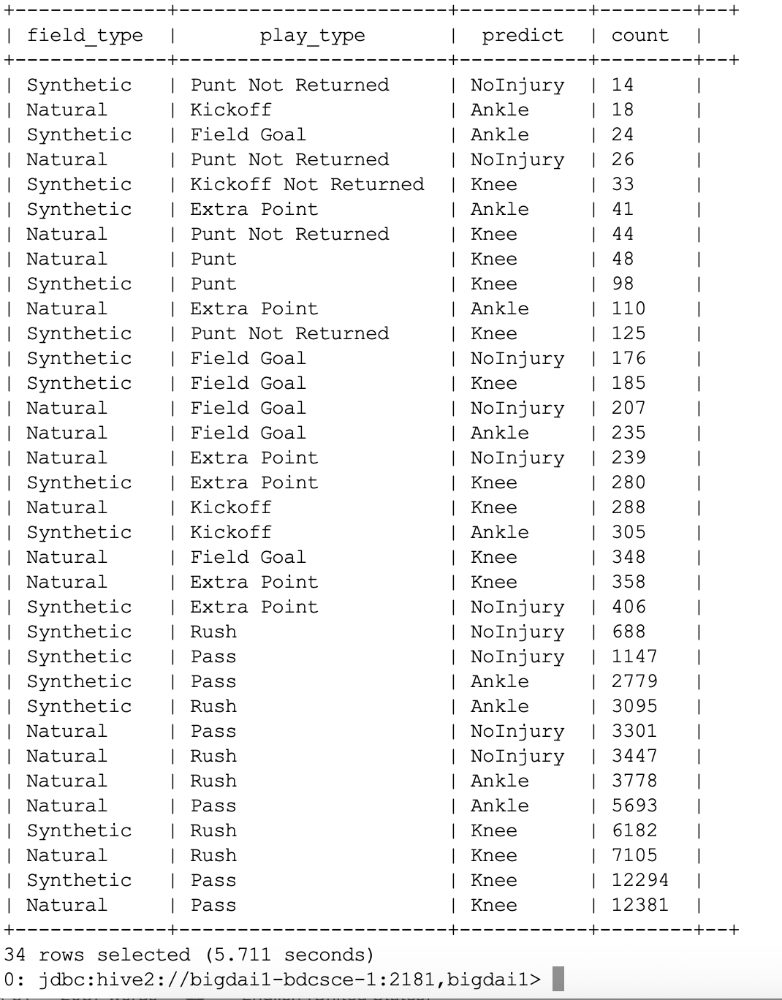 +-------------+------------------------+-----------+--------+--+
| field_type | play_type | predict | count |
+-------------+------------------------+-----------+--------+--+
| Synthetic | Punt Not Returned | NoInjury | 14 |
| Natural | Kickoff | Ankle | 18 |
| Synthetic | Field Goal | Ankle | 24 |
| Natural | Punt Not Returned | NoInjury | 26 |
| Synthetic | Kickoff Not Returned | Knee | 33 |
| Synthetic | Extra Point | Ankle | 41 |
| Natural | Punt Not Returned | Knee | 44 |
| Natural | Punt | Knee | 48 |
| Synthetic | Punt | Knee | 98 |
| Natural | Extra Point | Ankle | 110 |
| Synthetic | Punt Not Returned | Knee | 125 |
| Synthetic | Field Goal | NoInjury | 176 |
| Synthetic | Field Goal | Knee | 185 |
| Natural | Field Goal | NoInjury | 207 |
| Natural | Field Goal | Ankle | 235 |
| Natural | Extra Point | NoInjury | 239 |
| Synthetic | Extra Point | Knee | 280 |
| Natural | Kickoff | Knee | 288 |
| Synthetic | Kickoff | Ankle | 305 |
| Natural | Field Goal | Knee | 348 |
| Natural | Extra Point | Knee | 358 |
| Synthetic | Extra Point | NoInjury | 406 |
| Synthetic | Rush | NoInjury | 688 |
| Synthetic | Pass | NoInjury | 1147 |
| Synthetic | Pass | Ankle | 2779 |
| Synthetic | Rush | Ankle | 3095 |
| Natural | Pass | NoInjury | 3301 |
| Natural | Rush | NoInjury | 3447 |
| Natural | Rush | Ankle | 3778 |
| Natural | Pass | Ankle | 5693 |
| Synthetic | Rush | Knee | 6182 |
| Natural | Rush | Knee | 7105 |
| Synthetic | Pass | Knee | 12294 |
| Natural | Pass | Knee | 12381 |
+-------------+------------------------+-----------+--------+--+
34 rows selected (5.711 seconds)
0: jdbc:hive2://bigdai1-bdcsce-1:2181,bigdai1>